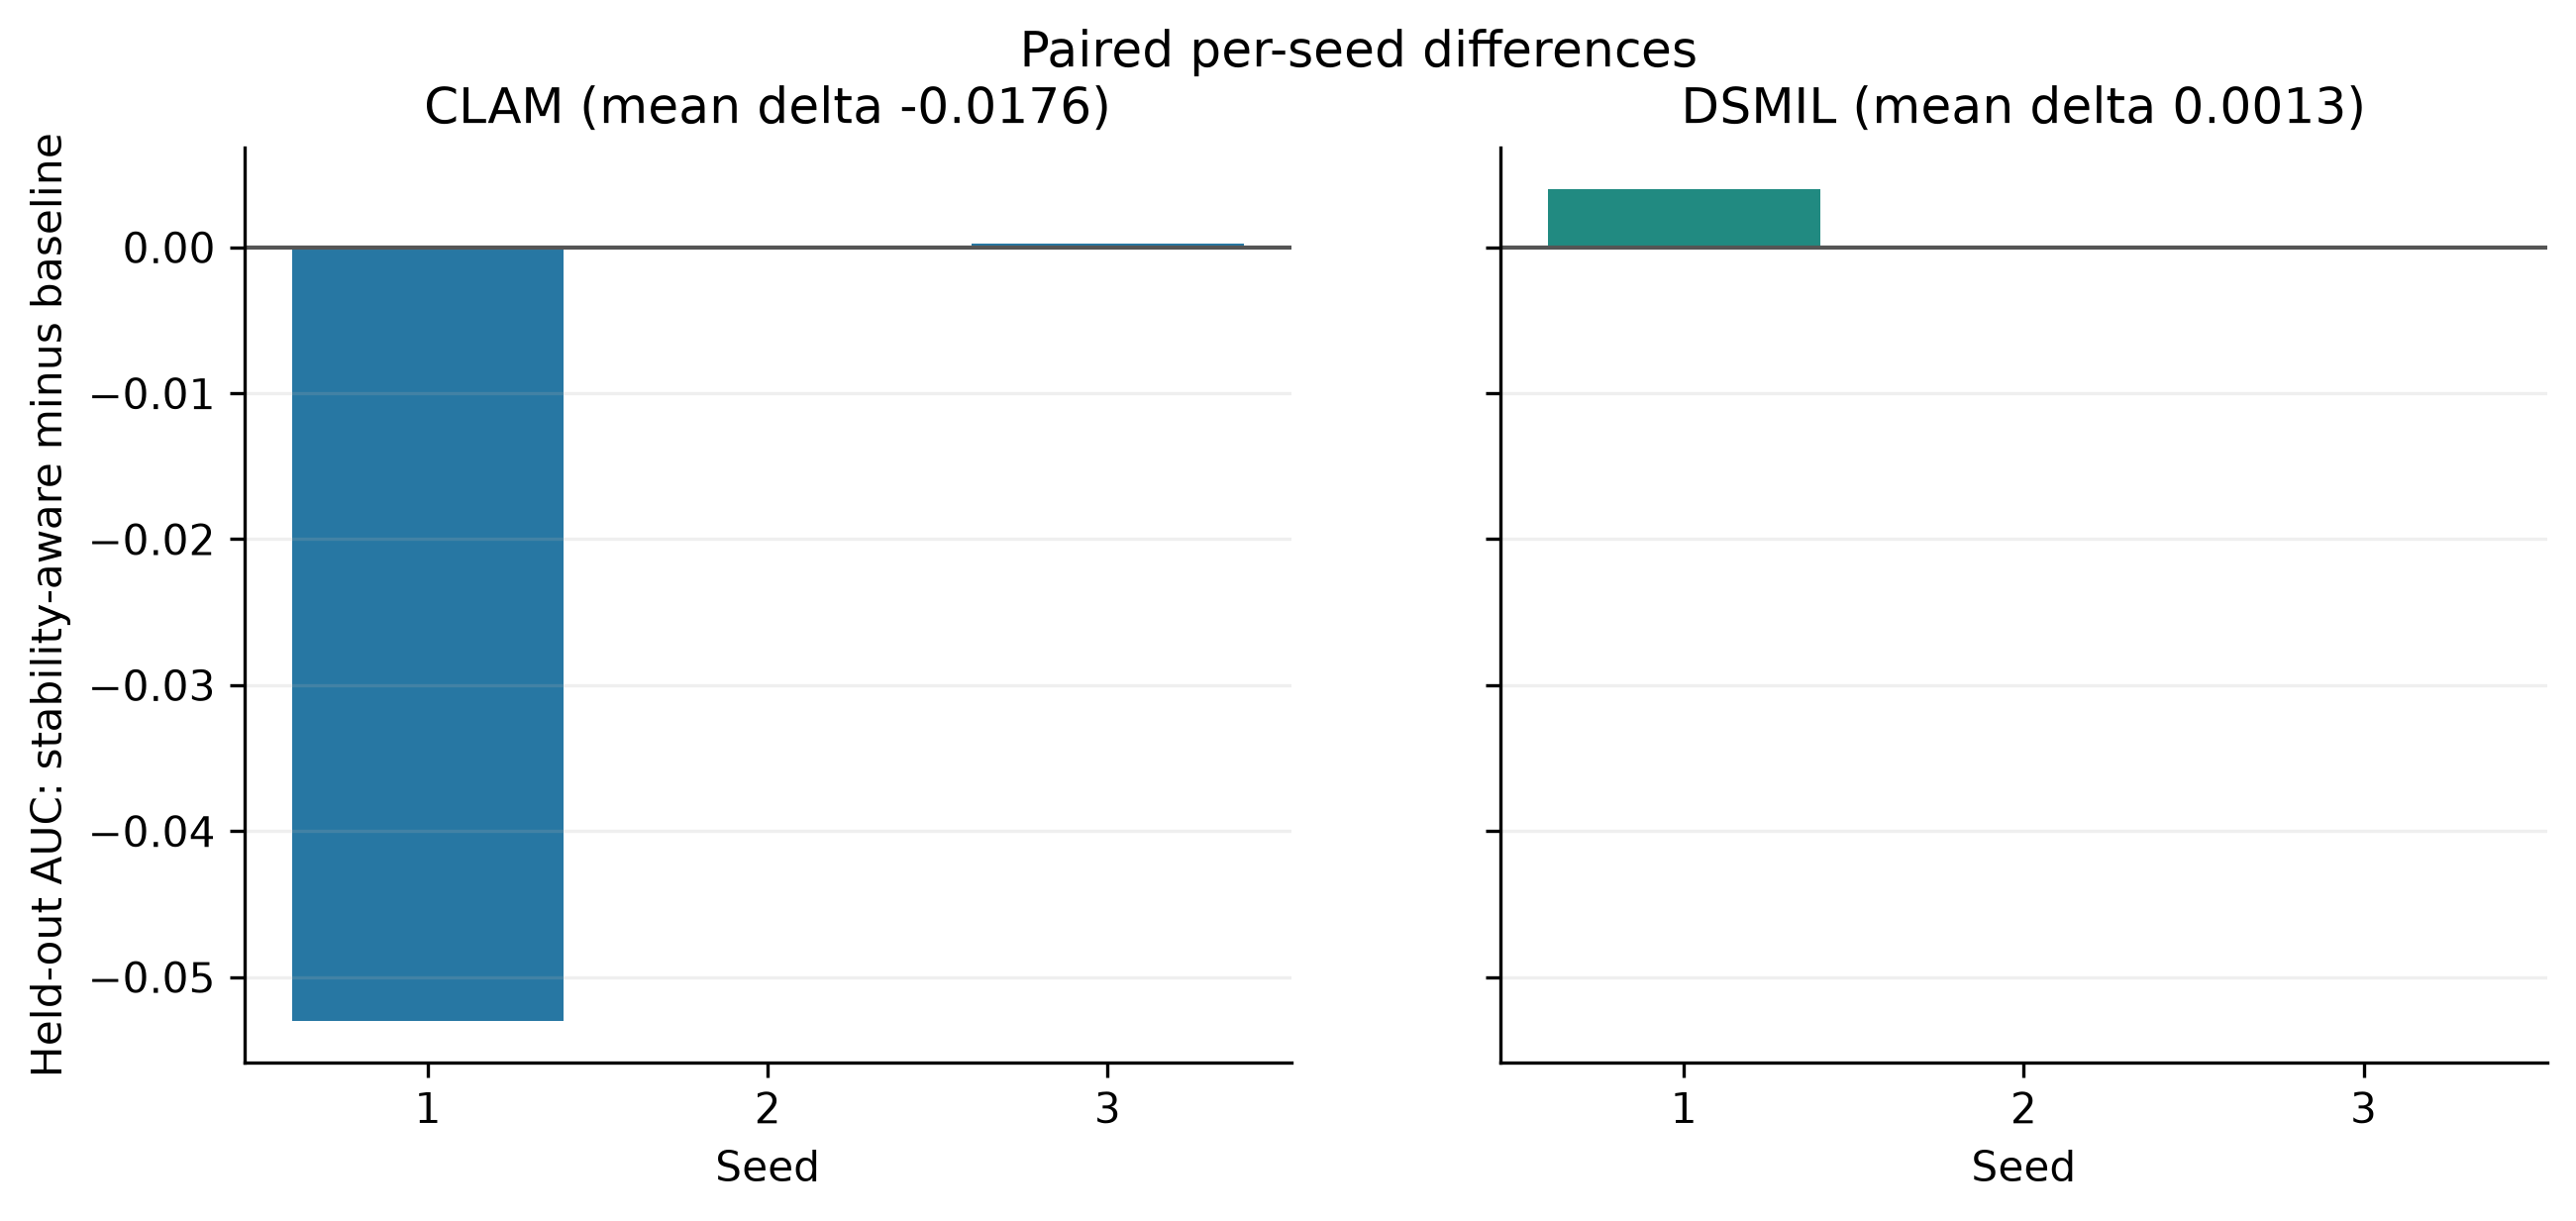 Paired per-seed differences
CLAM (mean delta -0.0176)
DSMIL (mean delta 0.0013)
Held-out AUC: stability-aware minus baseline
0.00
−0.01
−0.02
−0.03
−0.04
−0.05
1
2
3
Seed
1
2
3
Seed